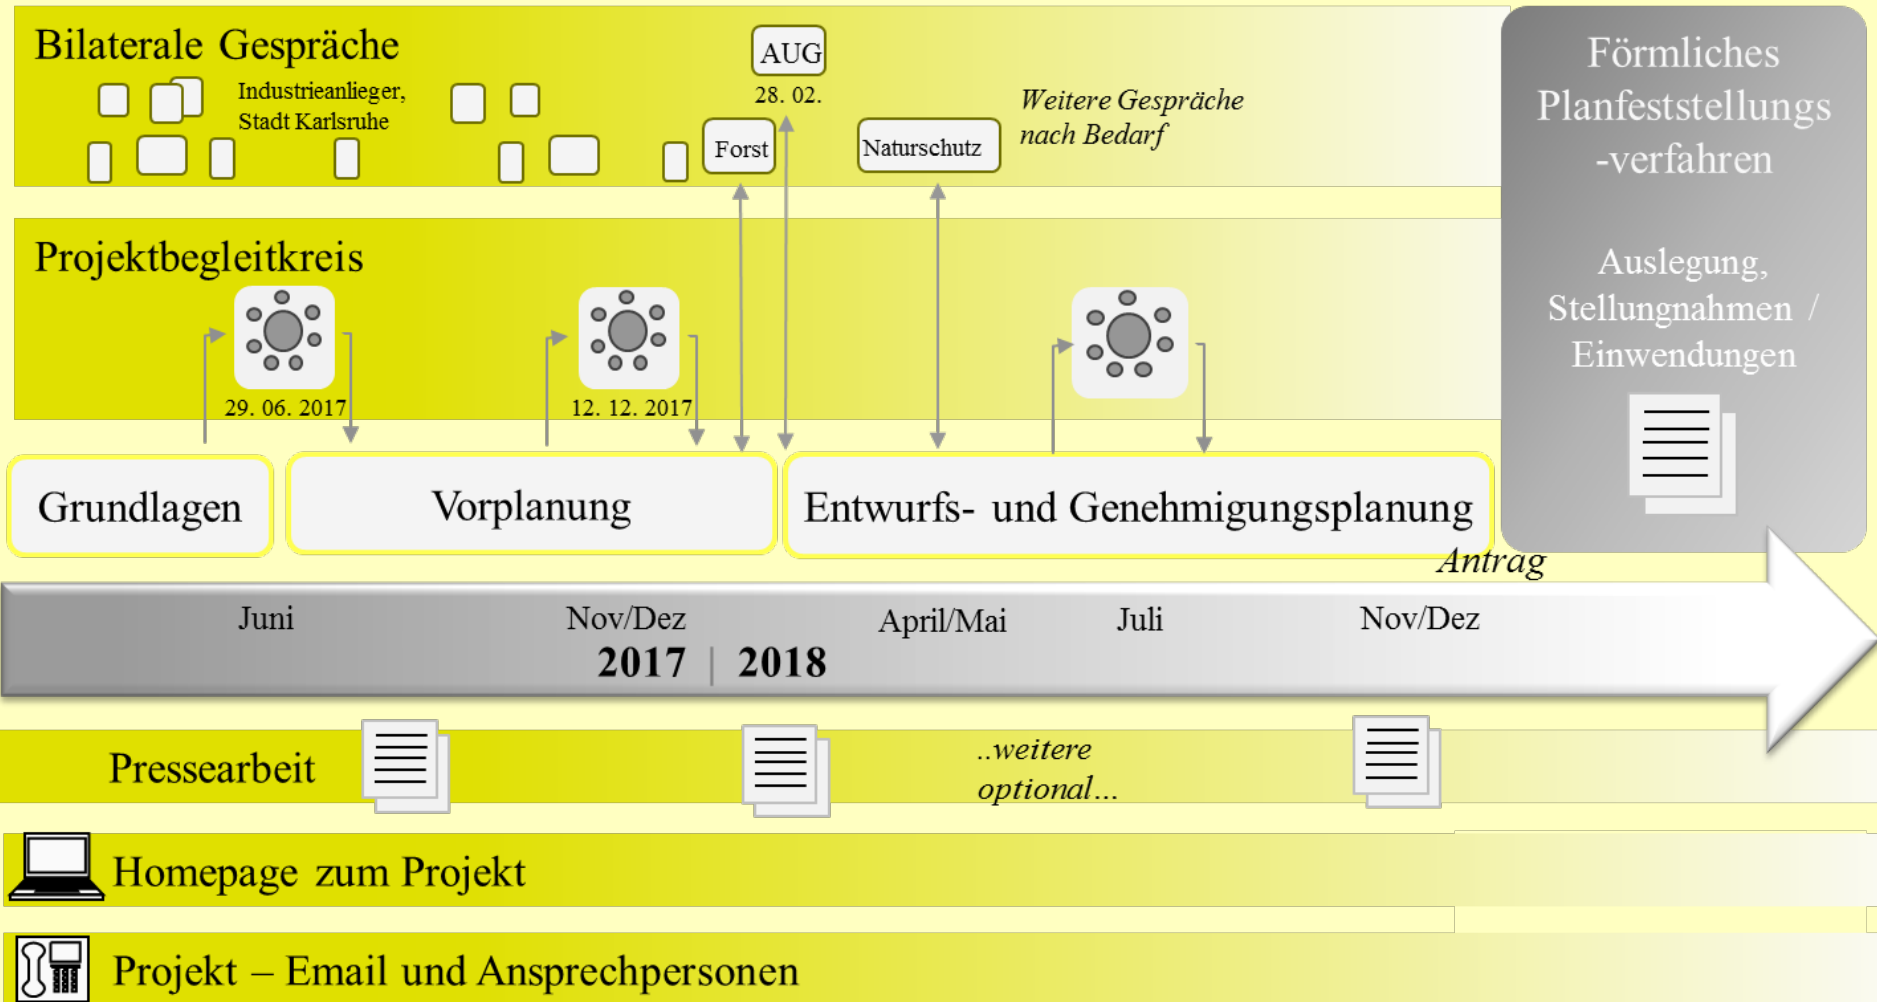 Bilaterale Gespräche
Industrieanlieger,
Stadt Karlsruhe
AUG
28. 02.
Forst
Naturschutz
Weitere Gespräche
nach Bedarf
Förmliches
Planfeststellungs
-verfahren
Auslegung,
Stellungnahmen /
Einwendungen
Projektbegleitkreis
29. 06. 2017
12. 12. 2017
Grundlagen
Vorplanung
Entwurfs- und Genehmigungsplanung
Antrag
Juni
Nov/Dez
April/Mai
Juli
Nov/Dez
2017 | 2018
Pressearbeit
..weitere
optional...
Homepage zum Projekt
Projekt – Email und Ansprechpersonen